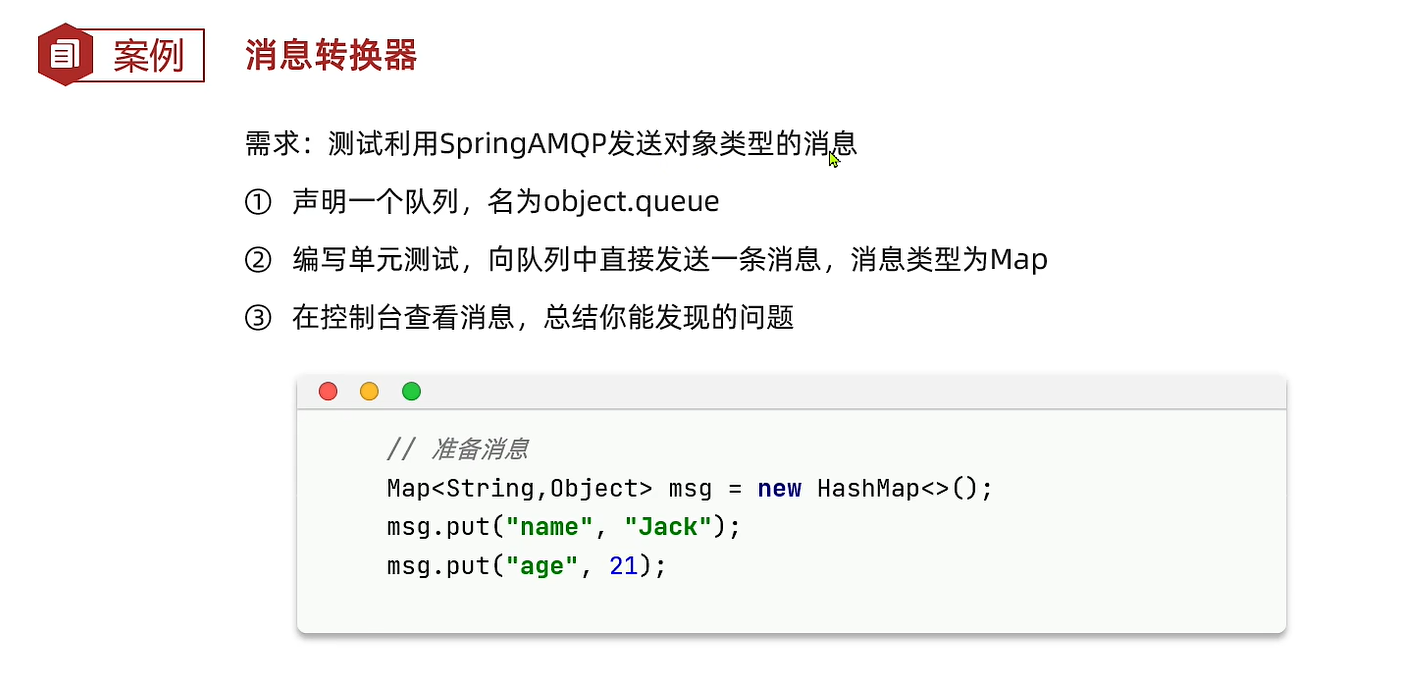 案例 消息转换器
需求：测试利用SpringAMQP发送对象类型的消息
① 声明一个队列，名为object.queue
② 编写单元测试，向队列中直接发送一条消息，消息类型为Map
③ 在控制台查看消息，总结你能发现的问题
// 准备消息
Map<String,Object> msg = new HashMap<>();
msg.put("name", "Jack");
msg.put("age", 21);